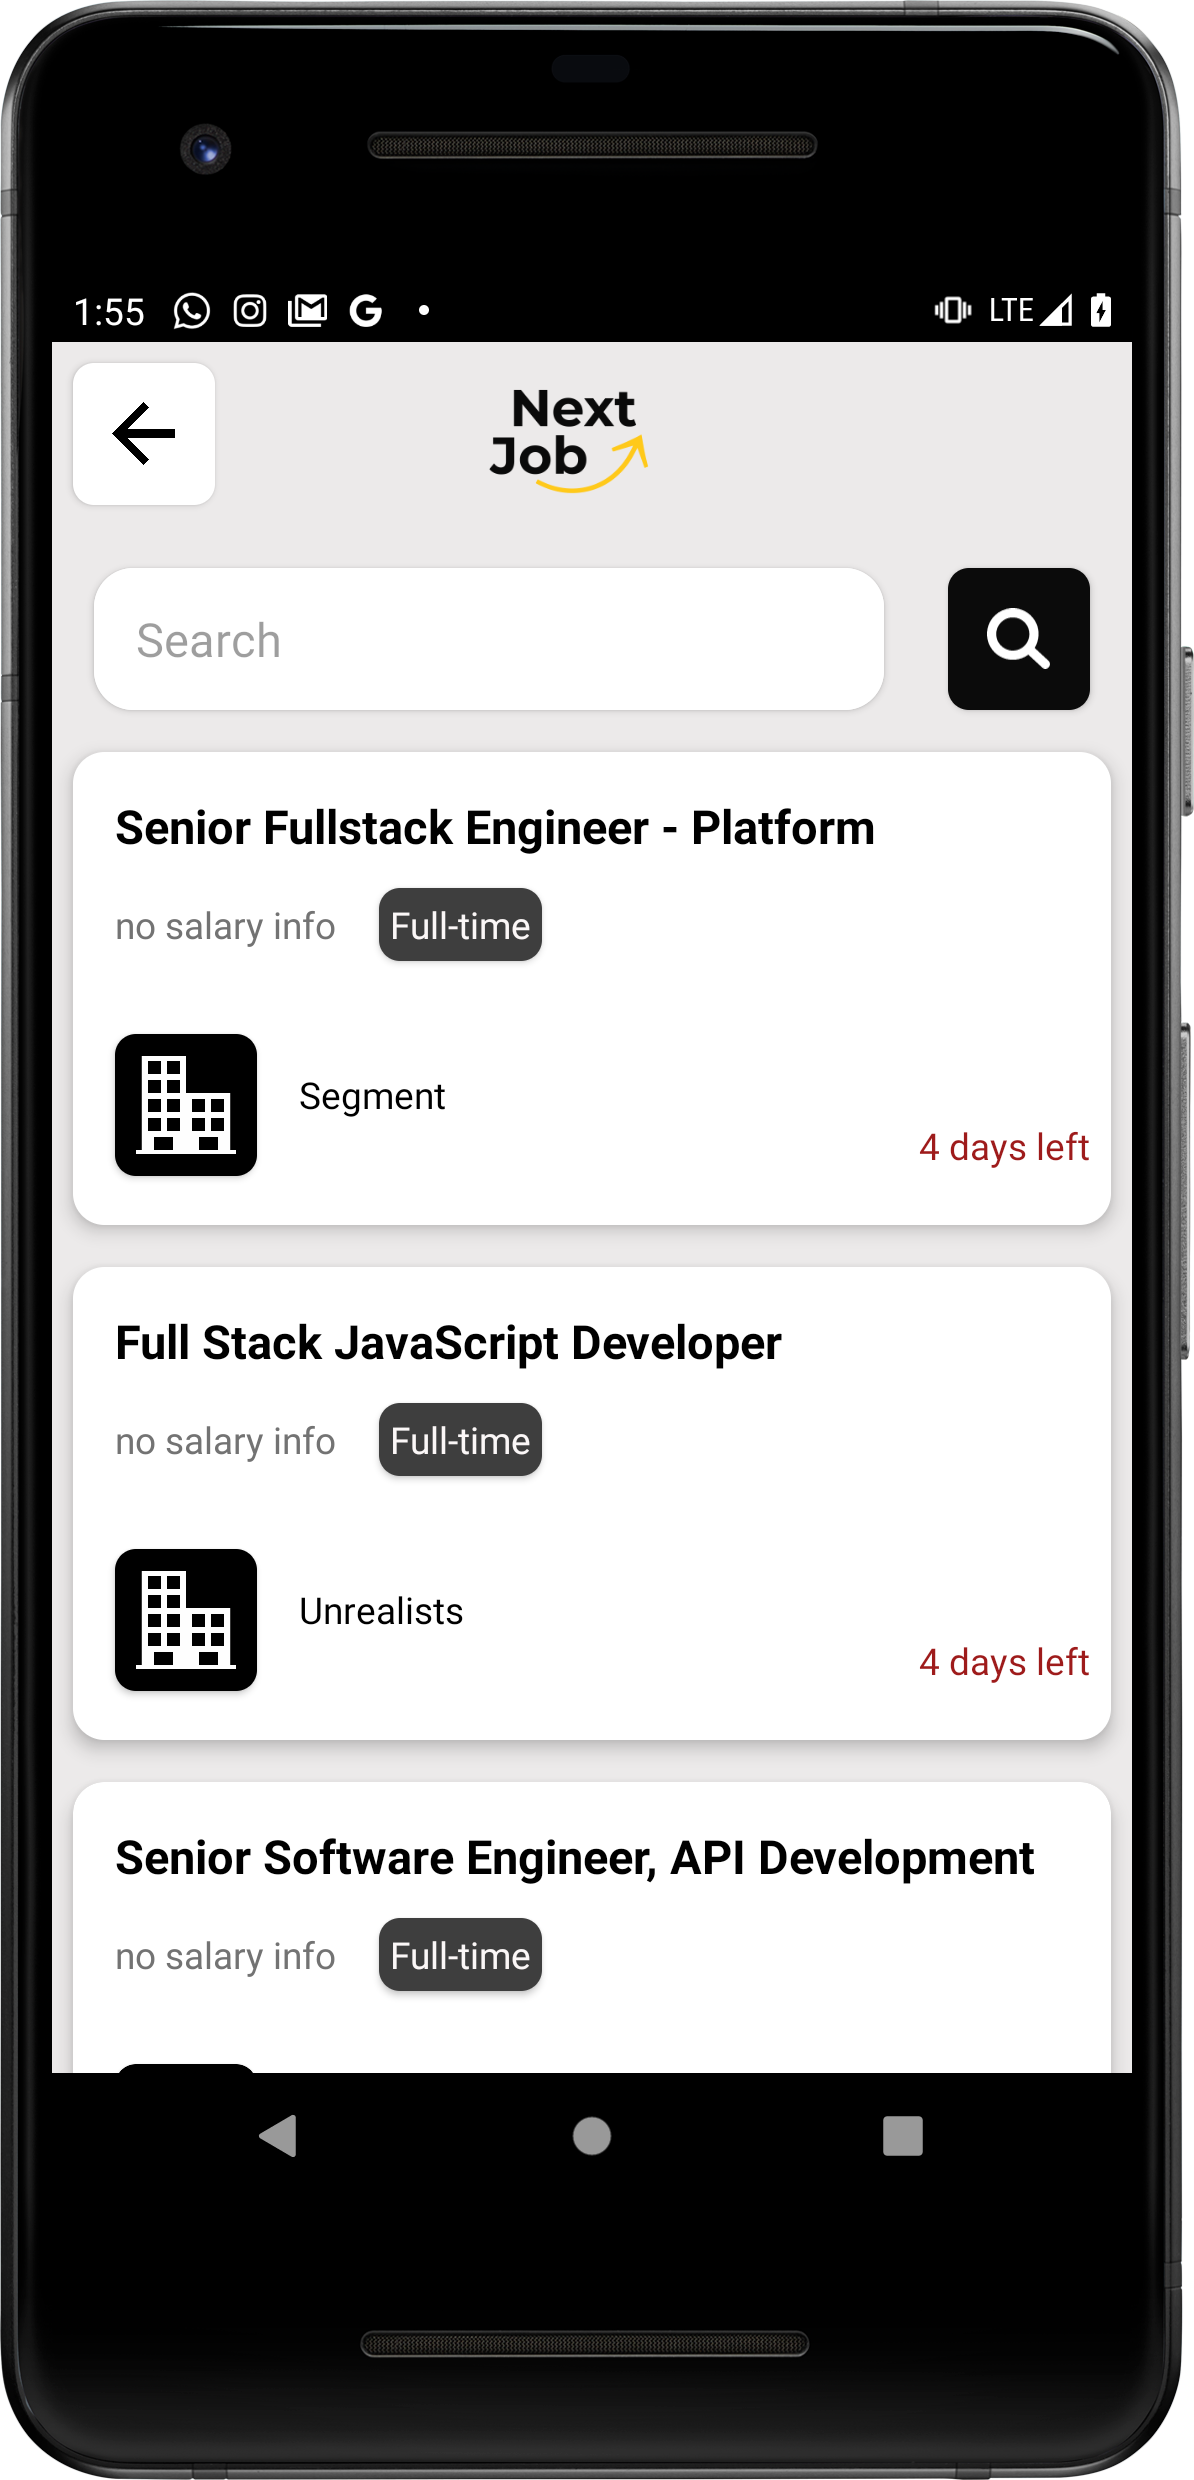 1:55 LTE
Next
Job
Search
Senior Fullstack Engineer - Platform
no salary info Full-time
Segment
4 days left
Full Stack JavaScript Developer
no salary info Full-time
Unrealists
4 days left
Senior Software Engineer, API Development
no salary info Full-time